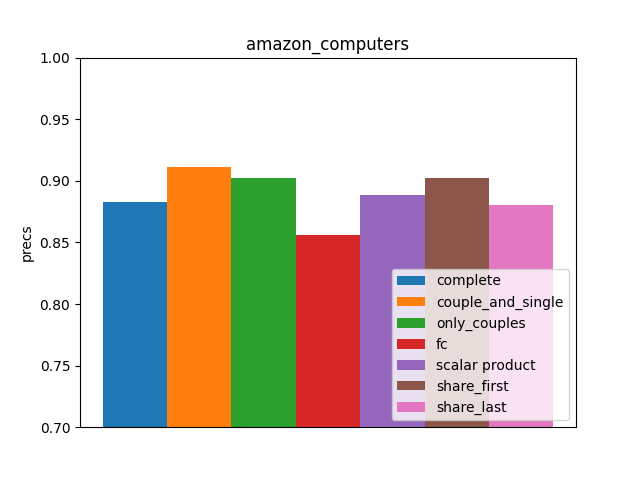 amazon_computers
1.00
0.95
0.90
0.85
0.80
0.75
0.70
precs
complete
couple_and_single
only_couples
fc
scalar product
share_first
share_last